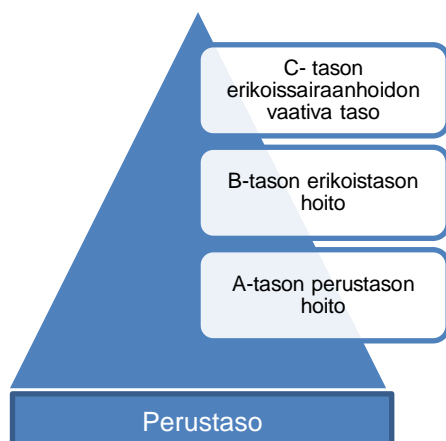 C- tason
erikoissairaanhoidon
vaativa taso
B-tason erikoistason
hoito
A-tason perustason
hoito
Perustaso